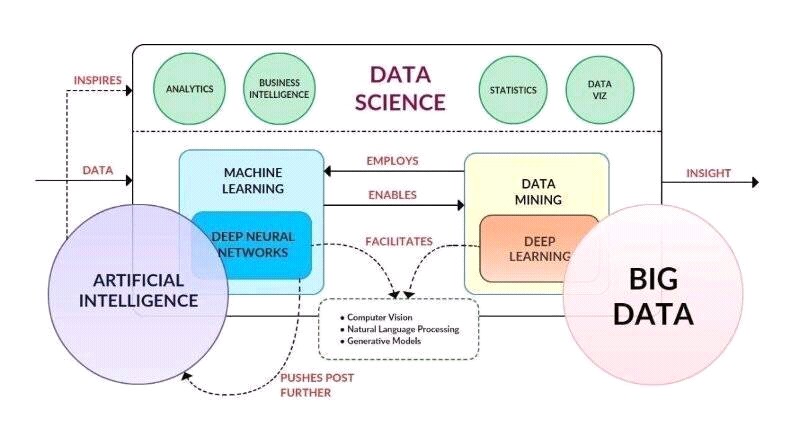 INSPIRES
ANALYTICS
BUSINESS
INTELLIGENCE
DATA
SCIENCE
STATISTICS
DATA
VIZ
DATA
MACHINE
LEARNING
EMPLOYS
ENABLES
DATA
MINING
INSIGHT
DEEP NEURAL
NETWORKS
FACILITATES
DEEP
LEARNING
ARTIFICIAL
INTELLIGENCE
BIG
DATA
• Computer Vision
• Natural Language Processing
• Generative Models
PUSHES POST
FURTHER